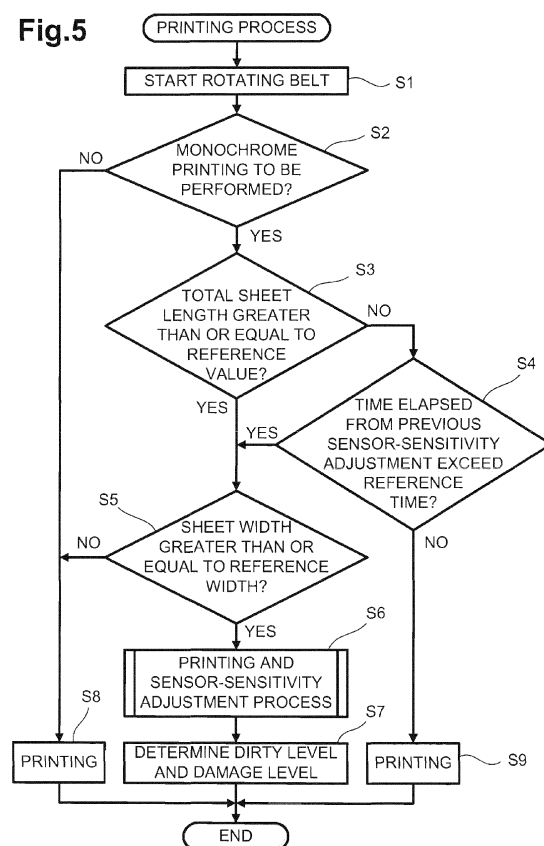 Fig.5
PRINTING PROCESS
START ROTATING BELT
S1
S2
MONOCHROME
PRINTING TO BE
PERFORMED?
NO
YES
S3
TOTAL SHEET
LENGTH GREATER
THAN OR EQUAL TO
REFERENCE
VALUE?
NO
YES
S4
TIME ELAPSED
FROM PREVIOUS
SENSOR-SENSITIVITY
ADJUSTMENT EXCEED
REFERENCE
TIME?
YES
NO
S5
SHEET WIDTH
GREATER THAN OR
EQUAL TO REFERENCE
WIDTH?
NO
YES
S6
PRINTING AND
SENSOR-SENSITIVITY
ADJUSTMENT PROCESS
S7
DETERMINE DIRTY LEVEL
AND DAMAGE LEVEL
S8
PRINTING
PRINTING
S9
END